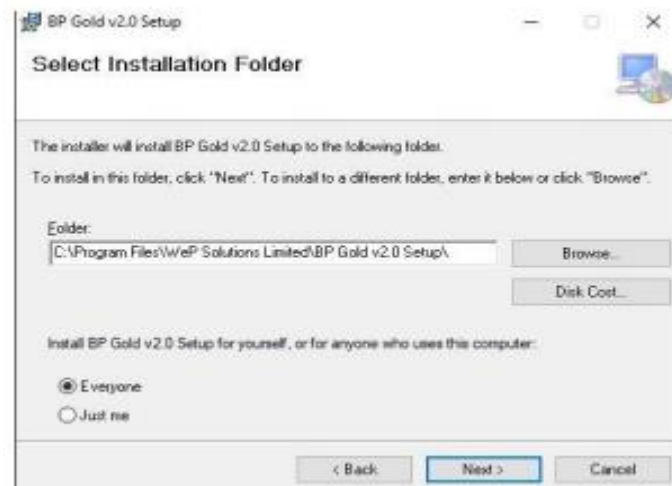 BP Gold v2.0 Setup
Select Installation Folder
The installer will install BP Gold v2.0 Setup to the following folder.
To install in this folder, click "Next". To install to a different folder, enter it below or click "Browse".
Folder:
C:\Program Files\WeP Solutions Limited\BP Gold v2.0 Setup\
Browse...
Disk Cost...
Install BP Gold v2.0 Setup for yourself, or for anyone who uses this computer:
Everyone
Just me
< Back
Next >
Cancel